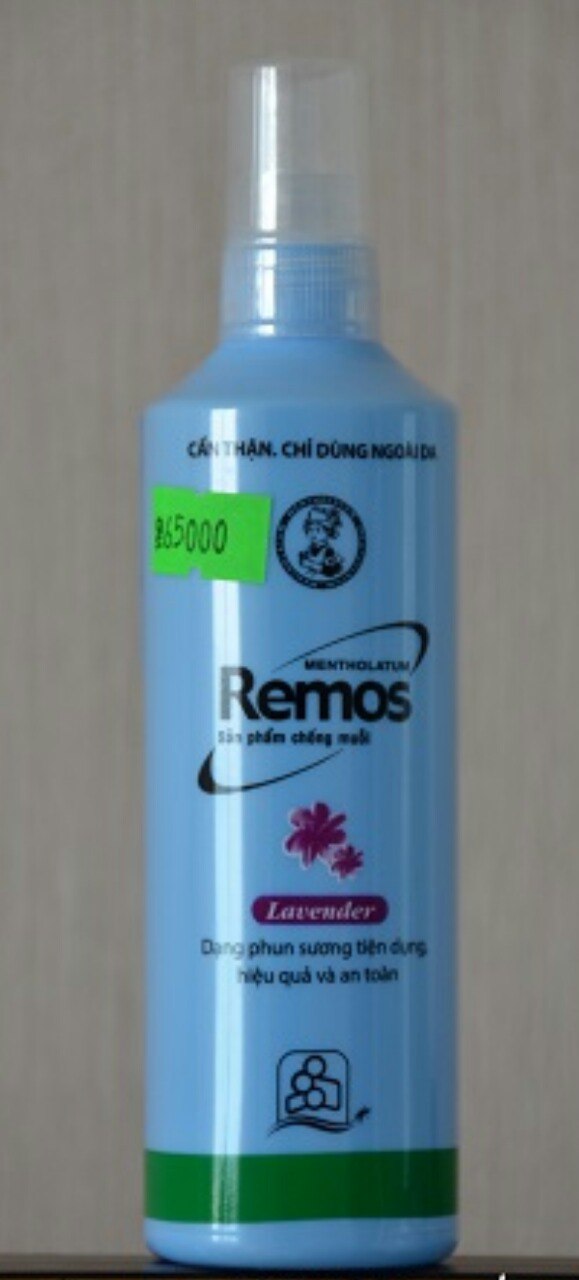 CẨN THẬN. CHỈ DÙNG NGOÀI DA
65000
MENTHOLATUM
Remos
Sản phẩm chống muỗi
Lavender
Dạng phun sương tiện dụng,
hiệu quả và an toàn